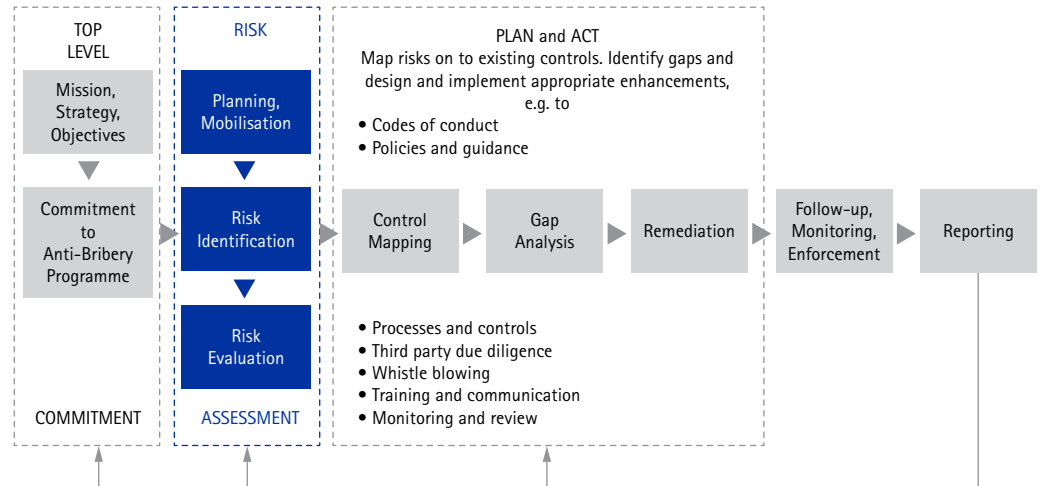 TOP
LEVEL
Mission,
Strategy,
Objectives
Commitment
to
Anti-Bribery
Programme
COMMITMENT
RISK
Planning,
Mobilisation
Risk
Identification
Risk
Evaluation
ASSESSMENT
PLAN and ACT
Map risks on to existing controls. Identify gaps and
design and implement appropriate enhancements,
e.g. to
• Codes of conduct
• Policies and guidance
Control
Mapping
Gap
Analysis
Remediation
• Processes and controls
• Third party due diligence
• Whistle blowing
• Training and communication
• Monitoring and review
Follow-up,
Monitoring,
Enforcement
Reporting